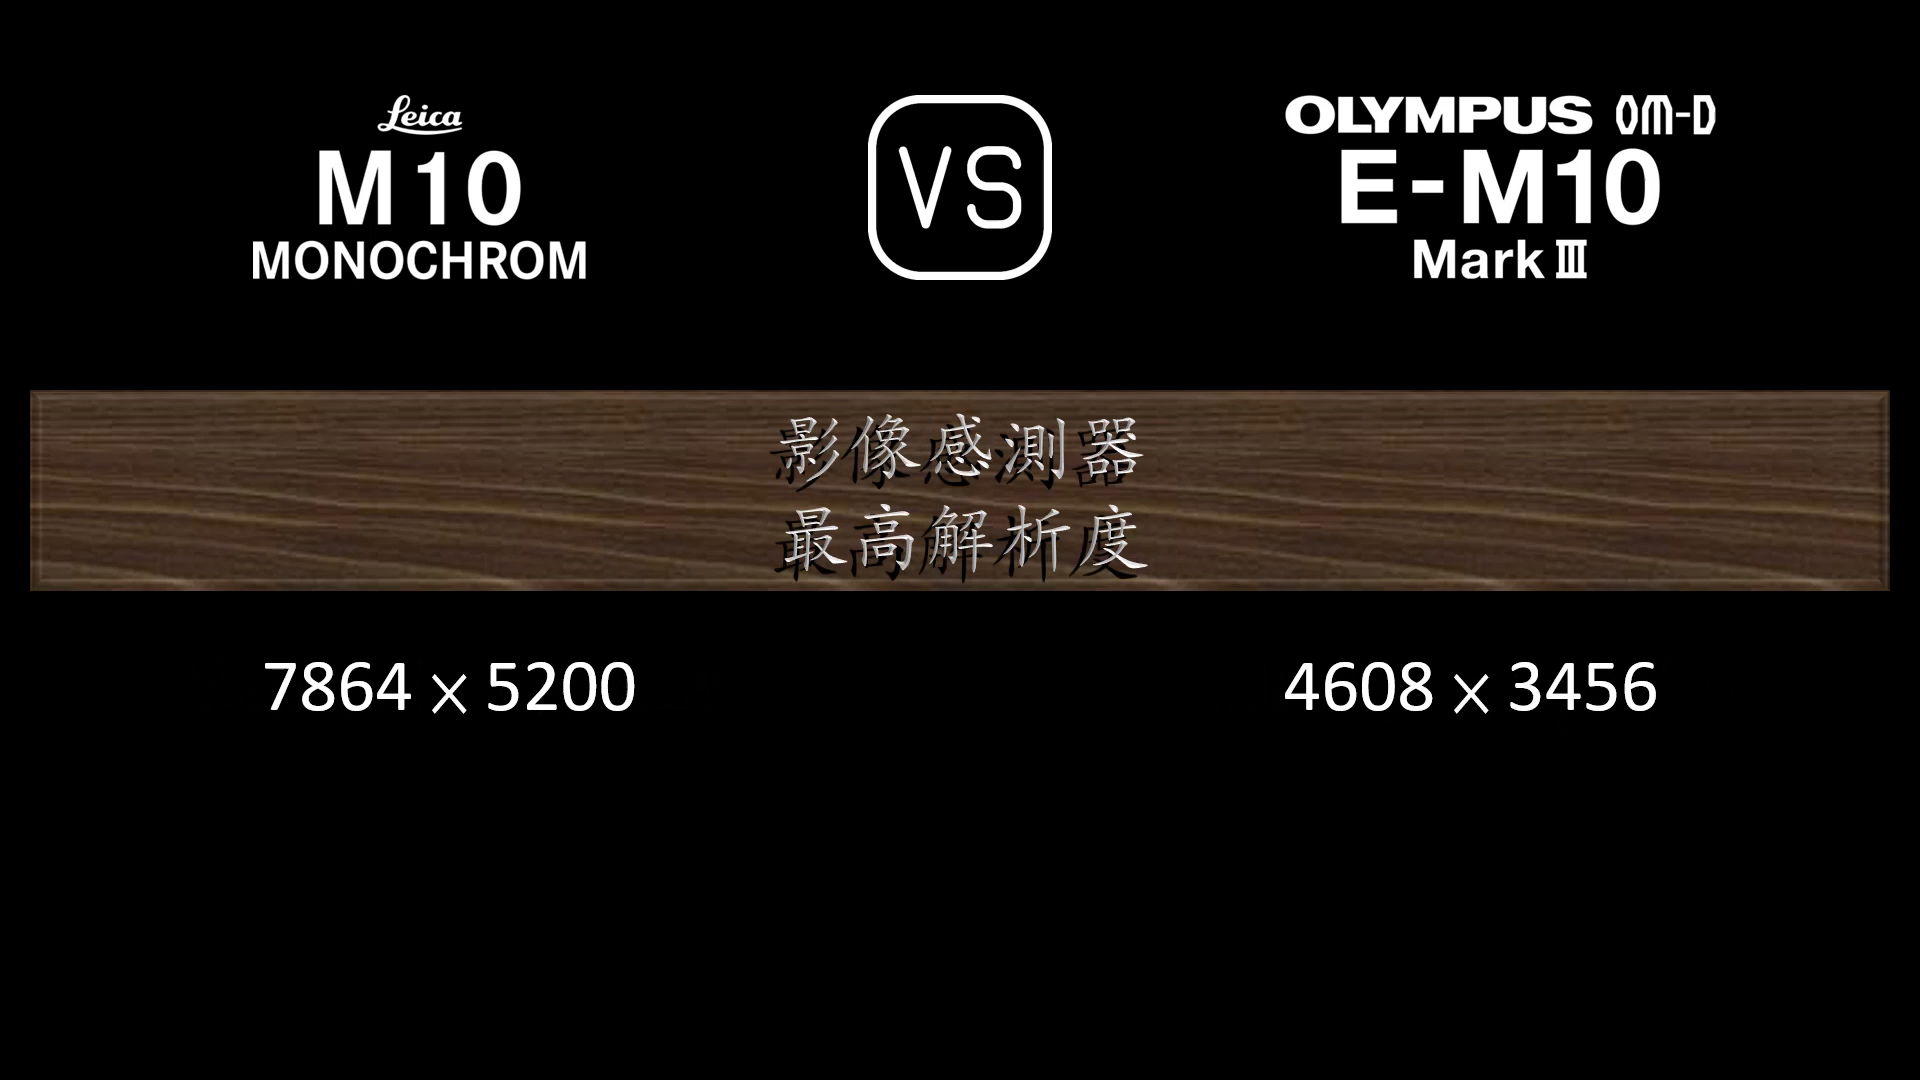 Leica
M10
MONOCHROM
VS
OLYMPUS OM-D
E-M10
Mark III
影像感測器
最高解析度
7864 x 5200
4608 x 3456